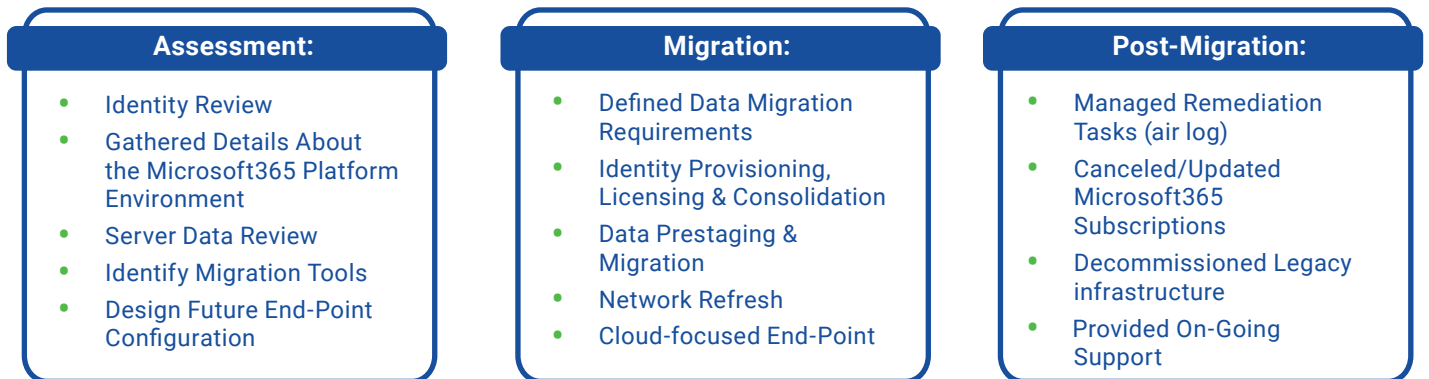 Assessment:
• Identity Review
• Gathered Details About
the Microsoft365 Platform
Environment
• Server Data Review
• Identify Migration Tools
• Design Future End-Point
Configuration
Migration:
• Defined Data Migration
Requirements
• Identity Provisioning,
Licensing & Consolidation
• Data Prestaging &
Migration
• Network Refresh
• Cloud-focused End-Point
Post-Migration:
• Managed Remediation
Tasks (air log)
• Canceled/Updated
Microsoft365
Subscriptions
• Decommissioned Legacy
infrastructure
• Provided On-Going
Support